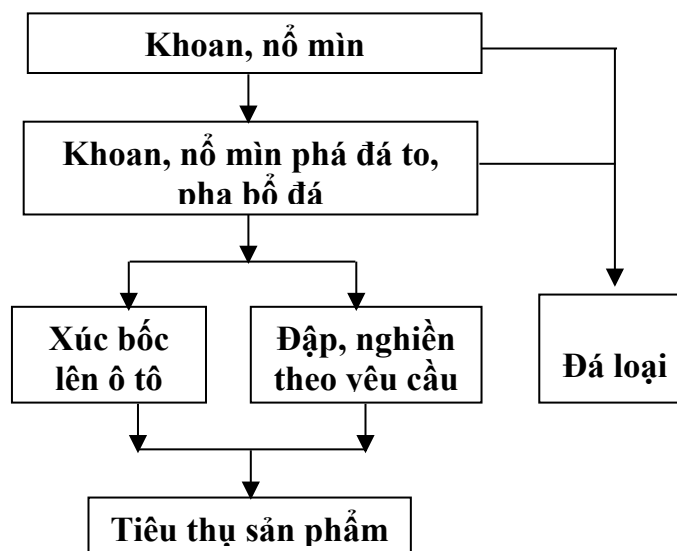 Khoan, nổ mìn
Khoan, nổ mìn phá đá to,
pha bổ đá
Xúc bốc
lên ô tô
Đập, nghiền
theo yêu cầu
Đá loại
Tiêu thụ sản phẩm